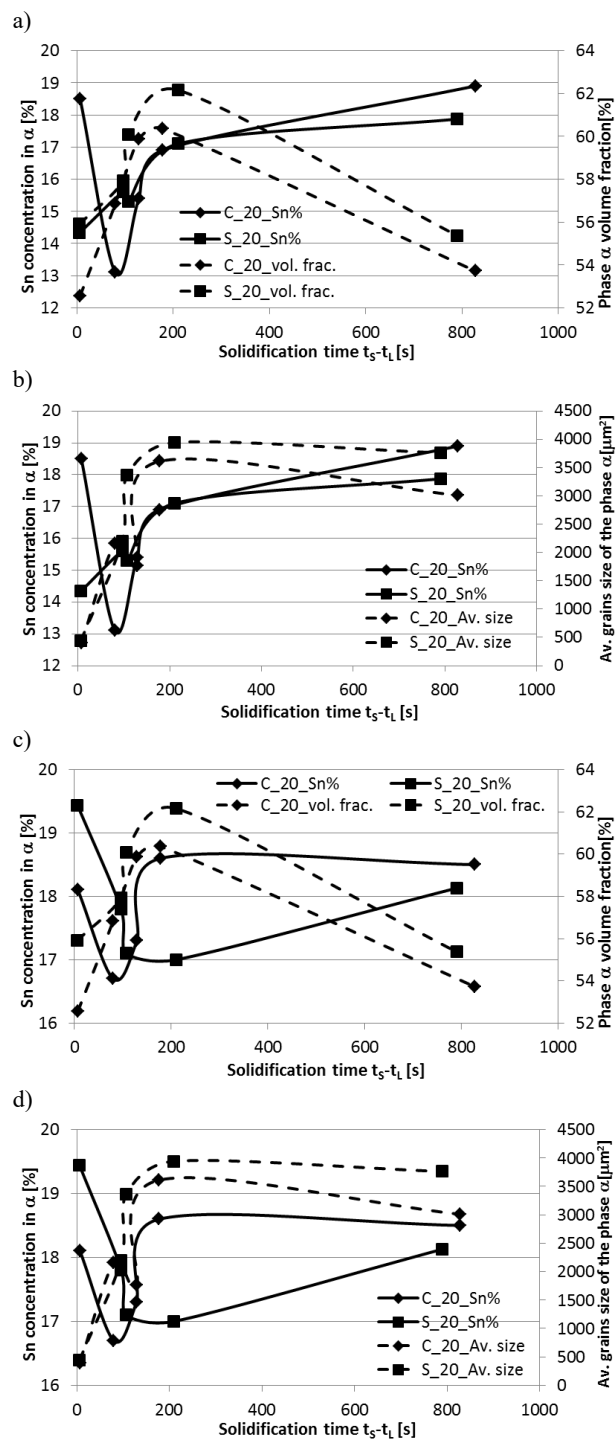 a)
20
19
18
17
16
15
14
13
12
64
62
60
58
56
54
52
Sn concentration in α [%]
Phase α volume fraction[%]
C_20_Sn%
S_20_Sn%
C_20_vol. frac.
S_20_vol. frac.
0 200 400 600 800 1000
Solidification time tS-tL [s]
b)
20
19
18
17
16
15
14
13
12
4500
4000
3500
3000
2500
2000
1500
1000
500
0
Sn concentration in α [%]
Av. grains size of the phase α[µm²]
C_20_Sn%
S_20_Sn%
C_20_Av. size
S_20_Av. size
0 200 400 600 800 1000
Solidification time tS-tL [s]
c)
20
19
18
17
16
64
62
60
58
56
54
52
Sn concentration in α [%]
Phase α volume fraction[%]
C_20_Sn% S_20_Sn%
C_20_vol. frac. S_20_vol. frac.
0 200 400 600 800 1000
Solidification time tS-tL [s]
d)
20
19
18
17
16
4500
4000
3500
3000
2500
2000
1500
1000
500
0
Sn concentration in α [%]
Av. grains size of the phase α[µm²]
C_20_Sn%
S_20_Sn%
C_20_Av. size
S_20_Av. size
0 200 400 600 800 1000
Solidification time tS-tL [s]